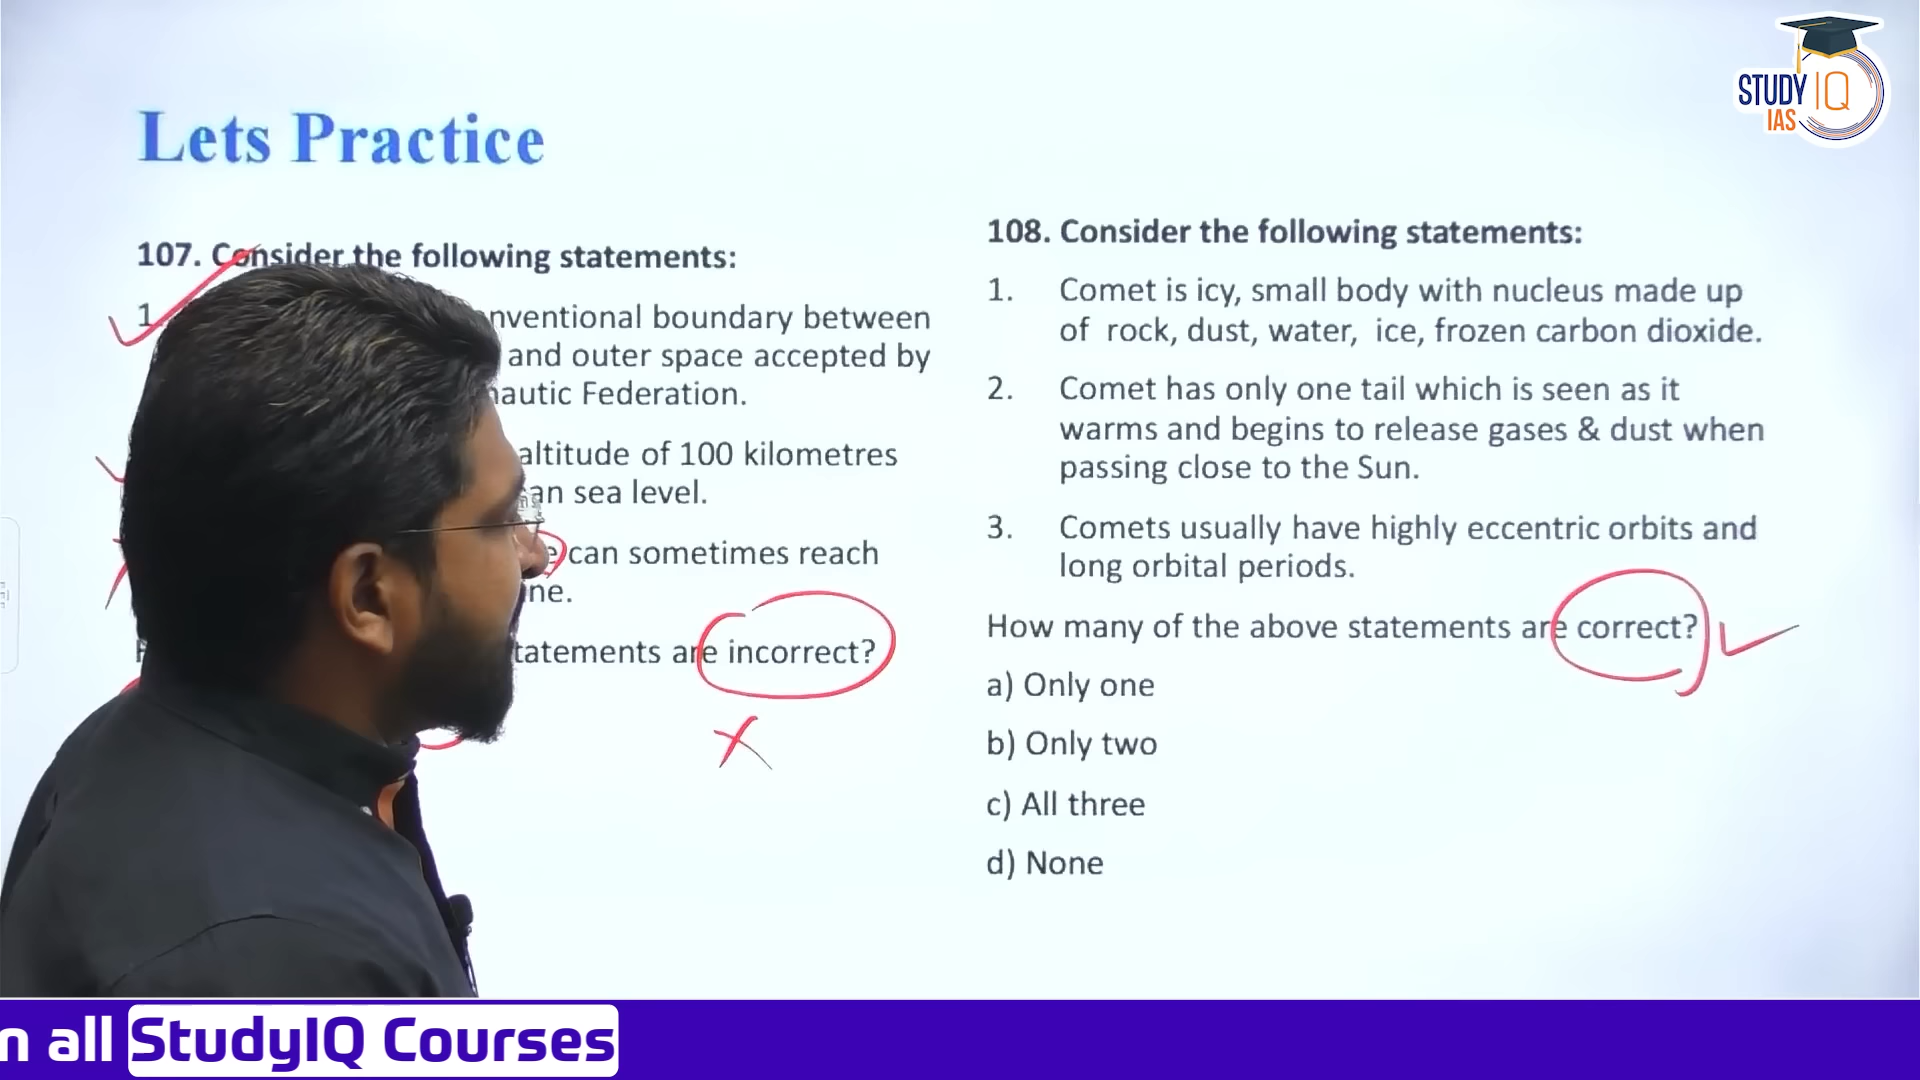 STUDY IQ
IAS
Lets Practice
107. Consider the following statements:
1
nventional boundary between
and outer space accepted by
nautic Federation.
altitude of 100 kilometres
an sea level.
e can sometimes reach
ne.
tatements are incorrect?
108. Consider the following statements:
1. Comet is icy, small body with nucleus made up
of rock, dust, water, ice, frozen carbon dioxide.
2. Comet has only one tail which is seen as it
warms and begins to release gases & dust when
passing close to the Sun.
3. Comets usually have highly eccentric orbits and
long orbital periods.
How many of the above statements are correct?
a) Only one
b) Only two
c) All three
d) None
n all StudyIQ Courses